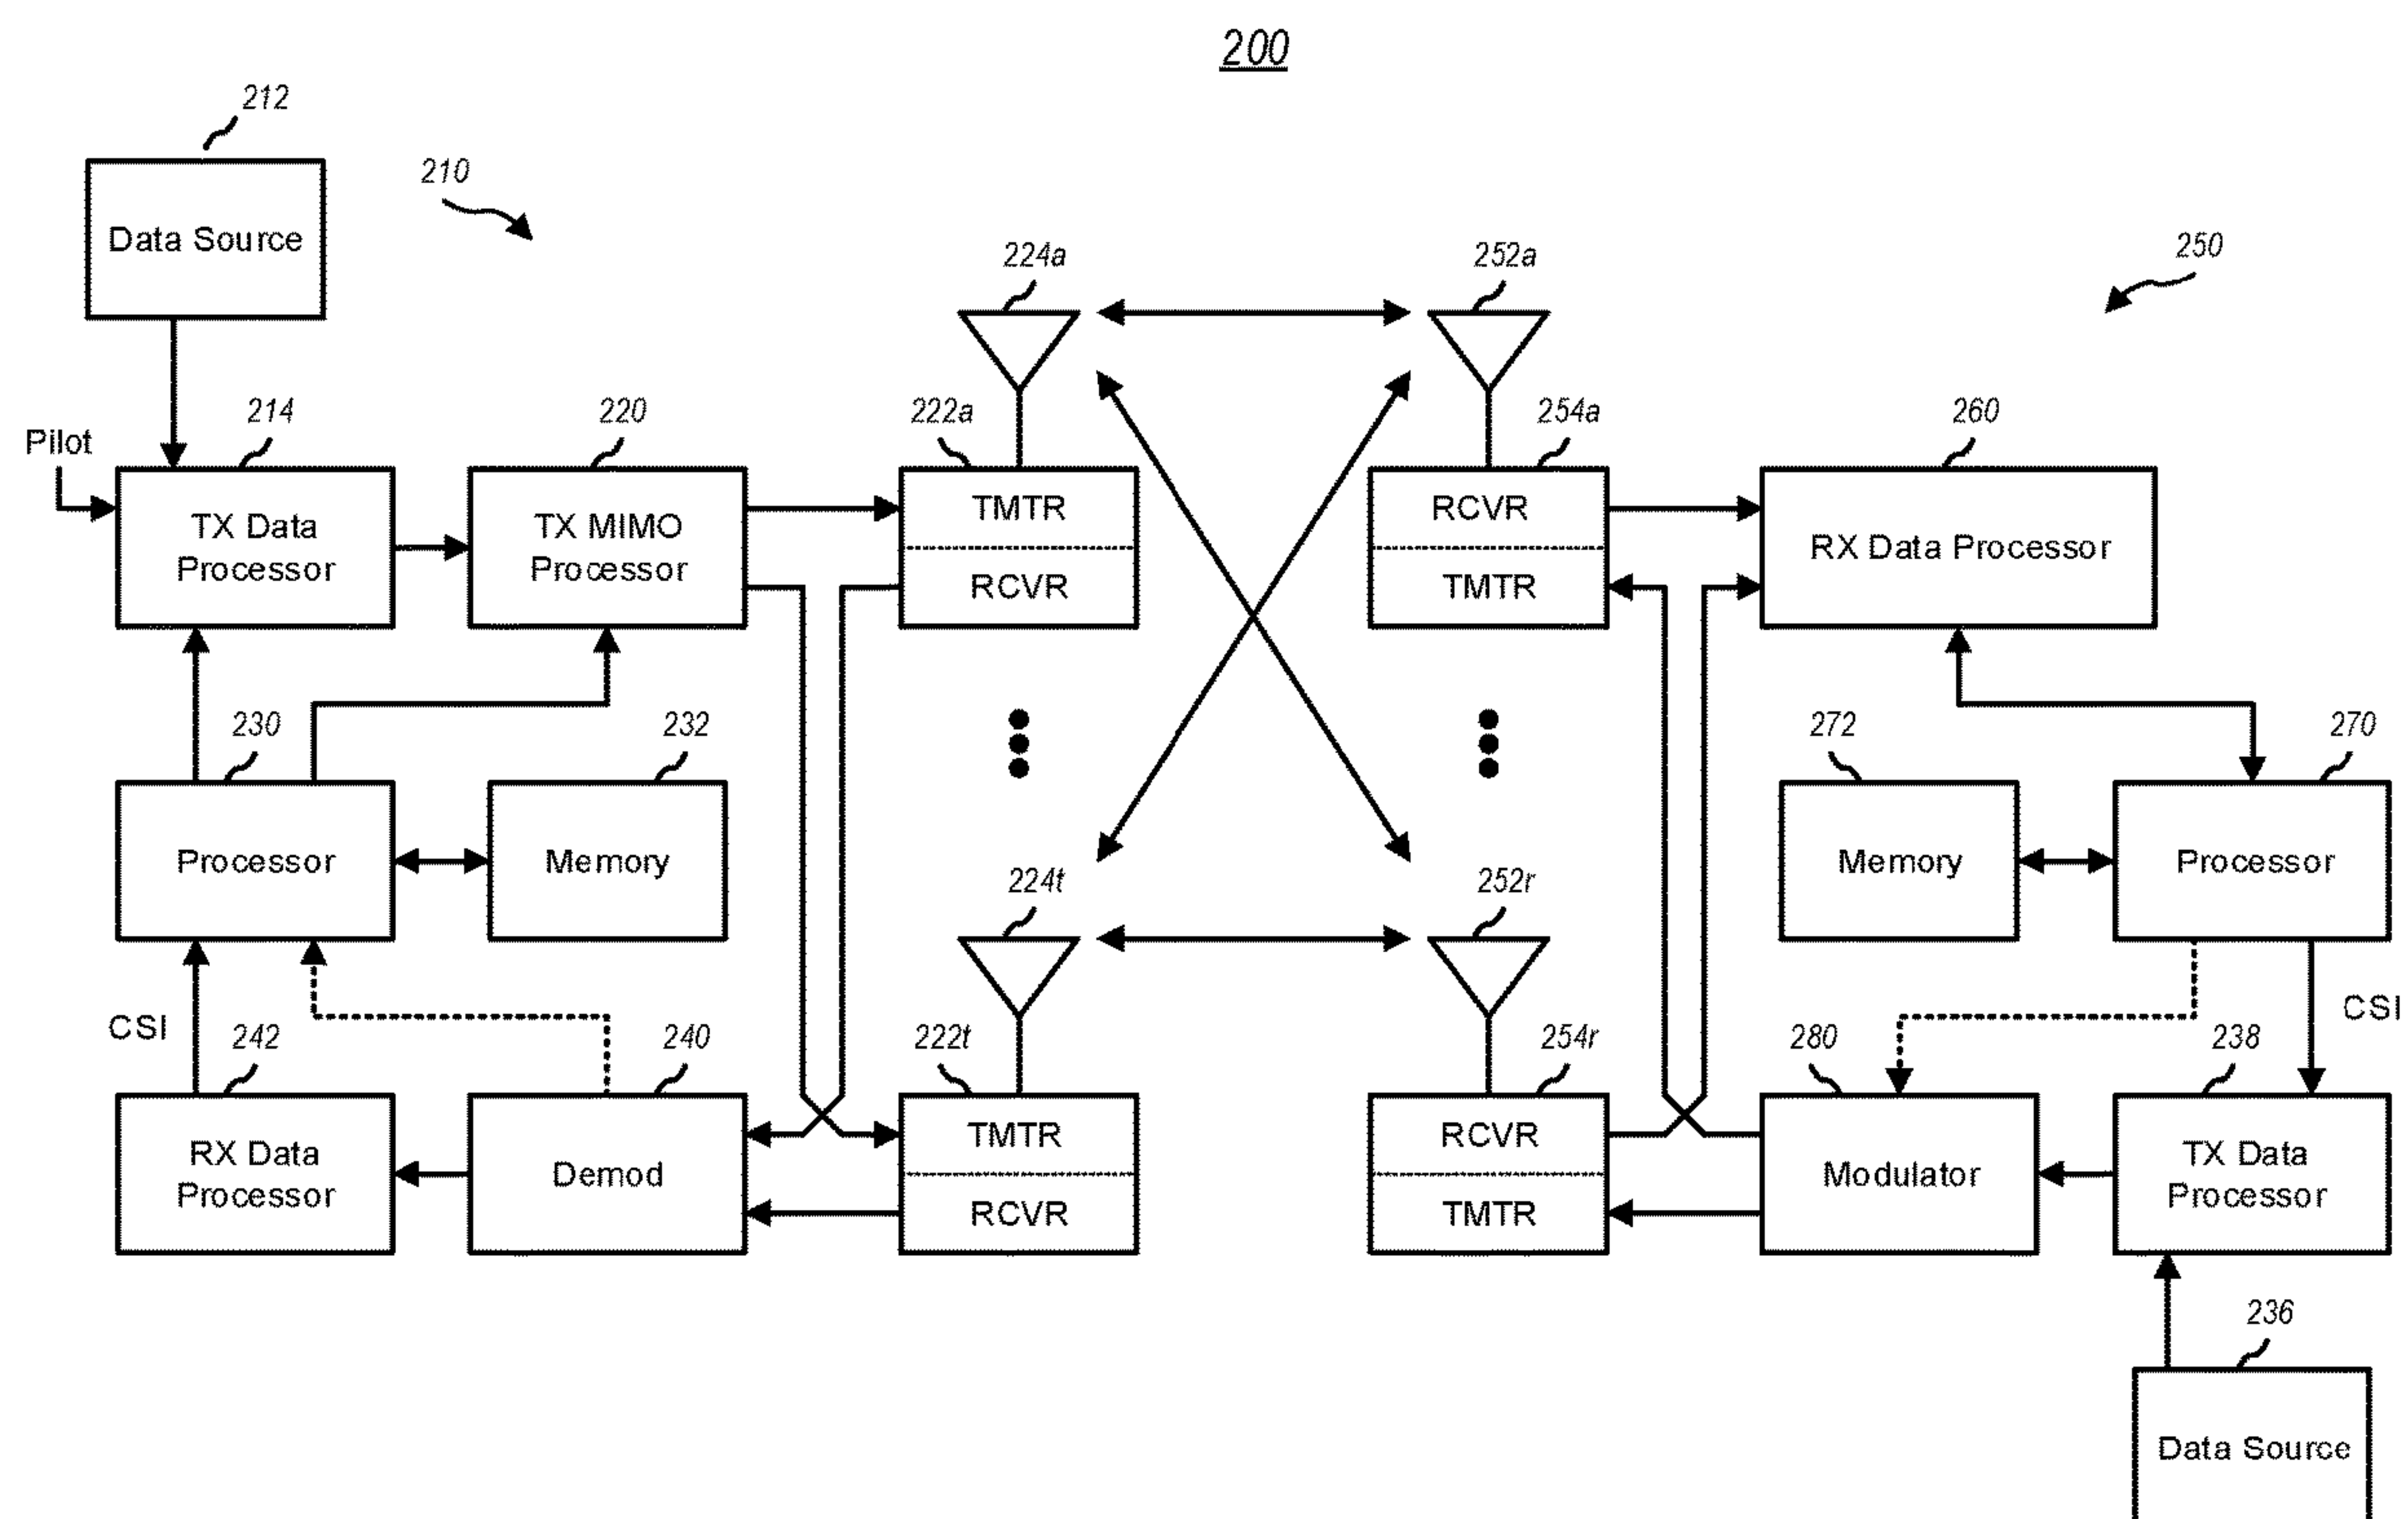 200
212
210
Data Source
224a
252a
250
Pilot
214
220
222a
254a
260
TX Data
Processor
TX MIMO
Processor
TMTR
RCVR
RCVR
TMTR
RX Data Processor
230
232
272
270
Processor
Memory
Memory
Processor
224t
252r
CSI
242
240
222t
254r
280
238
CSI
RX Data
Processor
Demod
TMTR
RCVR
RCVR
TMTR
Modulator
TX Data
Processor
236
Data Source